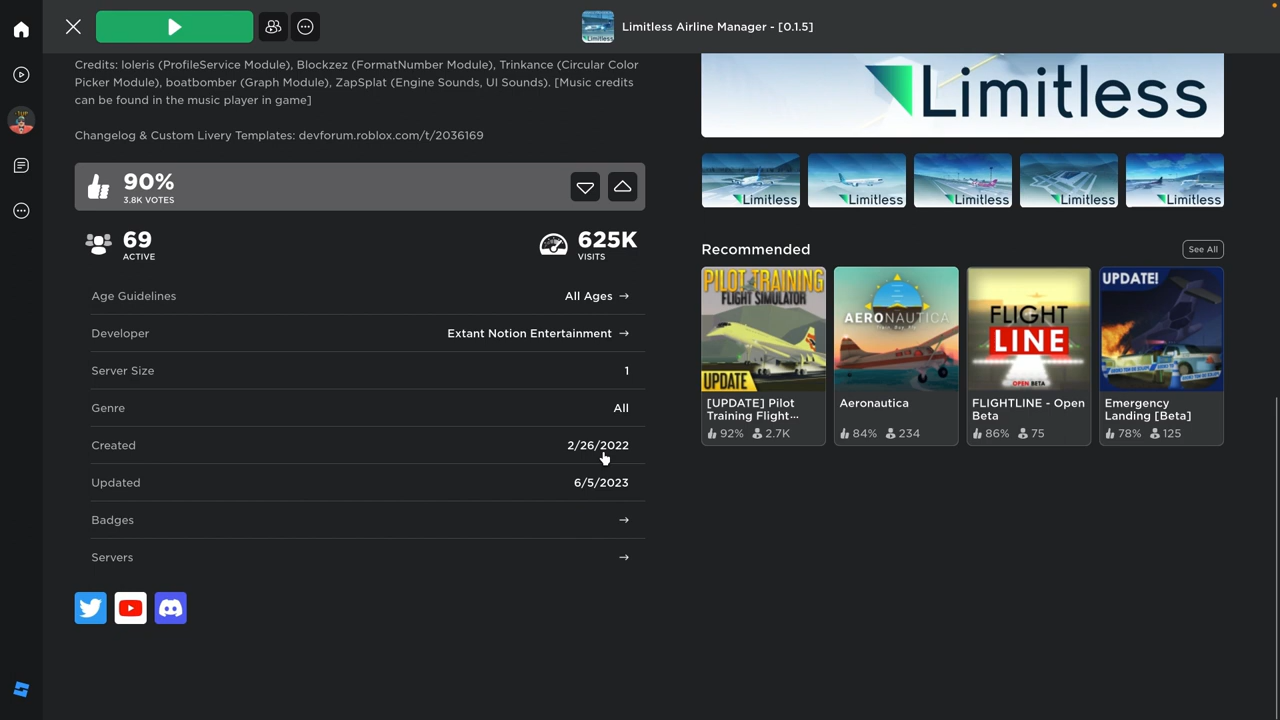 Limitless Airline Manager - [0.1.5]
Credits: loleris (ProfileService Module), Blockzez (FormatNumber Module), Trinkance (Circular Color
Picker Module), boatbomber (Graph Module), ZapSplat (Engine Sounds, UI Sounds). [Music credits
can be found in the music player in game]
Changelog & Custom Livery Templates: devforum.roblox.com/t/2036169
90%
3.8K VOTES
69
ACTIVE
625K
VISITS
Age Guidelines All Ages →
Developer Extant Notion Entertainment →
Server Size 1
Genre All
Created 2/26/2022
Updated 6/5/2023
Badges →
Servers →
Limitless
Limitless
Limitless
Limitless
Limitless
Limitless
Recommended
See All
PILOT TRAINING
FLIGHT SIMULATOR
UPDATE
[UPDATE] Pilot
Training Flight...
92% 2.7K
AERONAUTICA
Train. Box. Fly.
Aeronautica
84% 234
FLIGHT
LINE
OPEN BETA
FLIGHTLINE - Open
Beta
86% 75
UPDATE!
Emergency
Landing [Beta]
78% 125